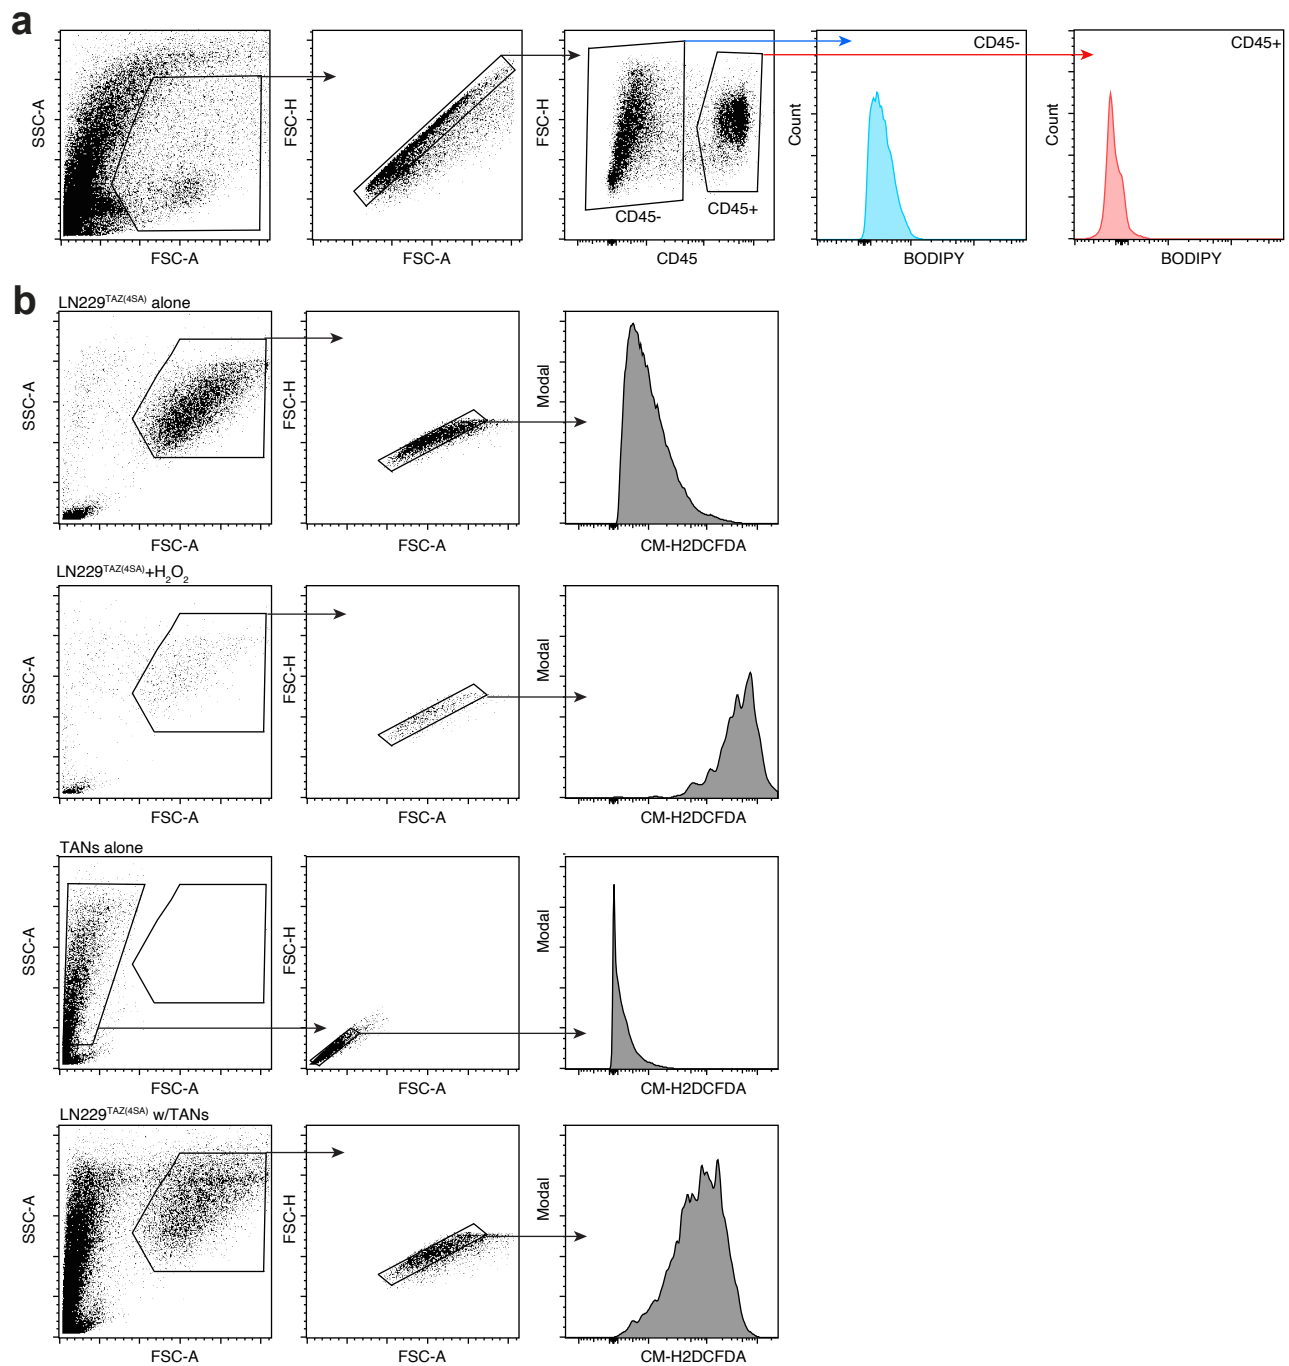 a
SSC-A
FSC-A
FSC-H
FSC-A
FSC-H
CD45-
CD45+
CD45
Count
CD45-
BODIPY
Count
CD45+
BODIPY
b
LN229TAZ(4SA) alone
SSC-A
FSC-A
FSC-H
FSC-A
Modal
CM-H2DCFDA
LN229TAZ(4SA)+H2O2
SSC-A
FSC-A
FSC-H
FSC-A
Modal
CM-H2DCFDA
TANs alone
SSC-A
FSC-A
FSC-H
FSC-A
Modal
CM-H2DCFDA
LN229TAZ(4SA) w/TANs
SSC-A
FSC-A
FSC-H
FSC-A
Modal
CM-H2DCFDA